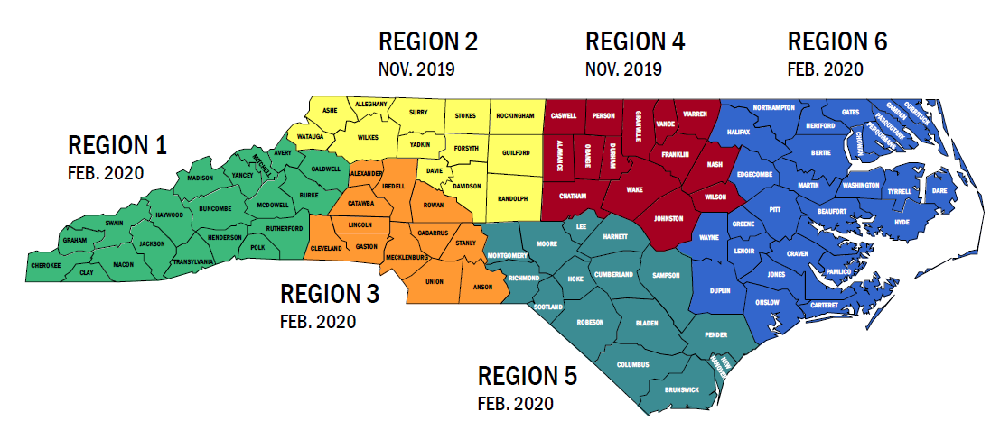 REGION 2
NOV. 2019
REGION 4
NOV. 2019
REGION 6
FEB. 2020
REGION 1
FEB. 2020
REGION 3
FEB. 2020
REGION 5
FEB. 2020
CHEROKEE
GRAHAM
CLAY
SWAIN
MACON
JACKSON
HAYWOOD
TRANSYLVANIA
MADISON
BUNCOMBE
HENDERSON
YANCEY
MITCHELL
AVERY
MCDOWELL
POLK
RUTHERFORD
BURKE
CALDWELL
ASHE
ALLEGHANY
WATAUGA
WILKES
SURRY
YADKIN
STOKES
FORSYTH
DAVIE
DAVIDSON
ROCKINGHAM
GUILFORD
RANDOLPH
ALEXANDER
IREDELL
CATAWBA
ROWAN
LINCOLN
CLEVELAND
GASTON
MECKLENBURG
CABARRUS
STANLY
UNION
ANSON
CASWELL
PERSON
GRANVILLE
VANCE
WARREN
ALAMANCE
ORANGE
DURHAM
FRANKLIN
NASH
CHATHAM
WAKE
WILSON
JOHNSTON
MONTGOMERY
MOORE
LEE
HARNETT
RICHMOND
HOKE
CUMBERLAND
SAMPSON
SCOTLAND
ROBESON
BLADEN
PENDER
COLUMBUS
NEW
HANOVER
BRUNSWICK
NORTHAMPTON
HALIFAX
HERTFORD
GATES
CAMDEN
CURRITUCK
PASQUOTANK
PERQUIMANS
CHOWAN
BERTIE
EDGECOMBE
MARTIN
WASHINGTON
TYRRELL
DARE
PITT
BEAUFORT
HYDE
GREENE
WAYNE
LENOIR
CRAVEN
PAMLICO
JONES
DUPLIN
ONSLOW
CARTERET